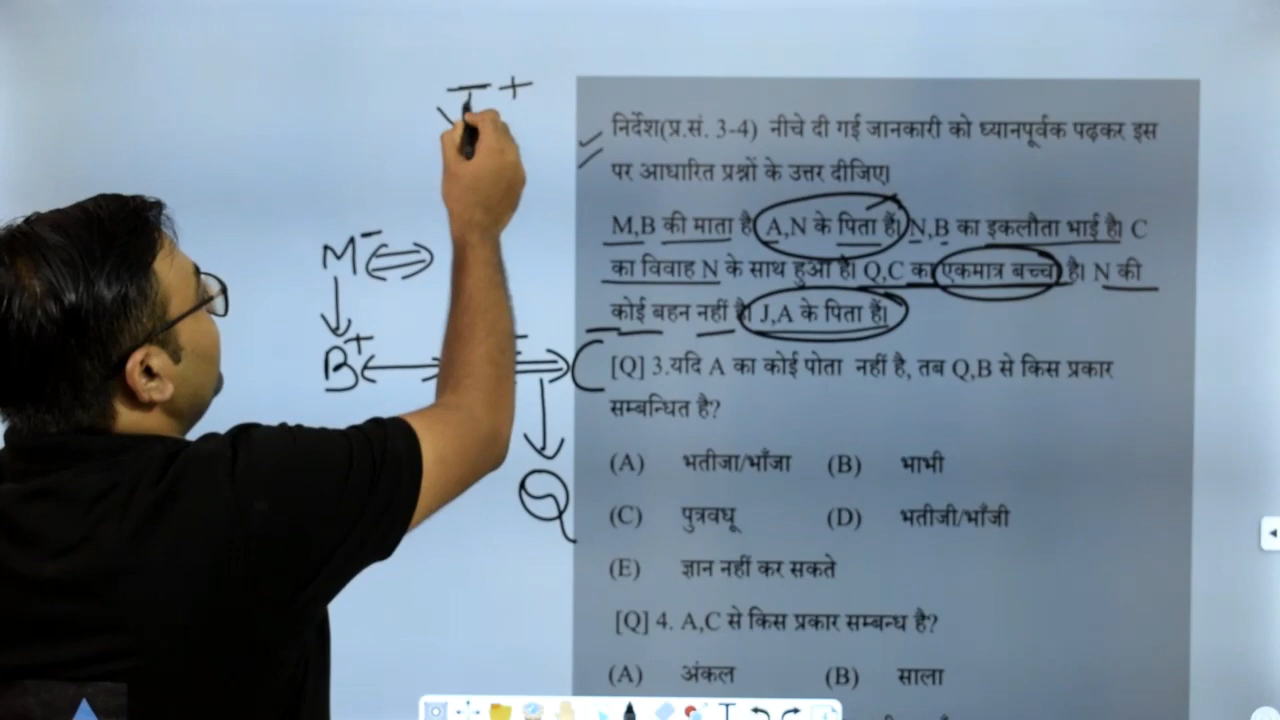 J +
निर्देश(प्र.सं. 3-4) नीचे दी गई जानकारी को ध्यानपूर्वक पढ़कर इस
पर आधारित प्रश्नों के उत्तर दीजिए।
M,B की माता है A,N के पिता हैं। N,B का इकलौता भाई है। C
का विवाह N के साथ हुआ है। Q,C का एकमात्र बच्चा है। N की
कोई बहन नहीं है। J,A के पिता हैं।
M -
B +
C
Q
[Q] 3.यदि A का कोई पोता नहीं है, तब Q,B से किस प्रकार
सम्बन्धित है?
(A) भतीजा/भाँजा (B) भाभी
(C) पुत्रवधू (D) भतीजी/भाँजी
(E) ज्ञान नहीं कर सकते
[Q] 4. A,C से किस प्रकार सम्बन्ध है?
(A) अंकल (B) साला